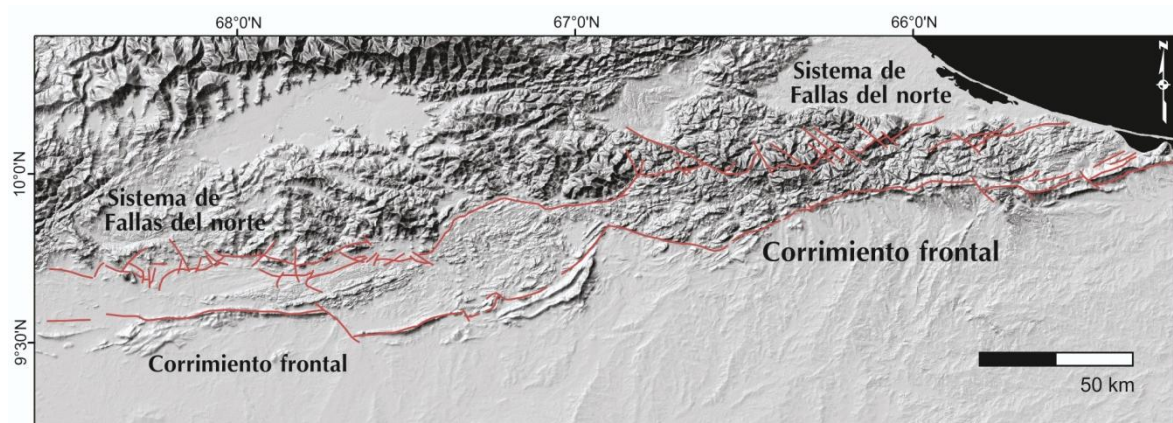 68°0'N
67°0'N
66°0'N
N
Sistema de
Fallas del norte
10°0'N
Sistema de
Fallas del norte
Corrimiento frontal
9°30'N
Corrimiento frontal
50 km